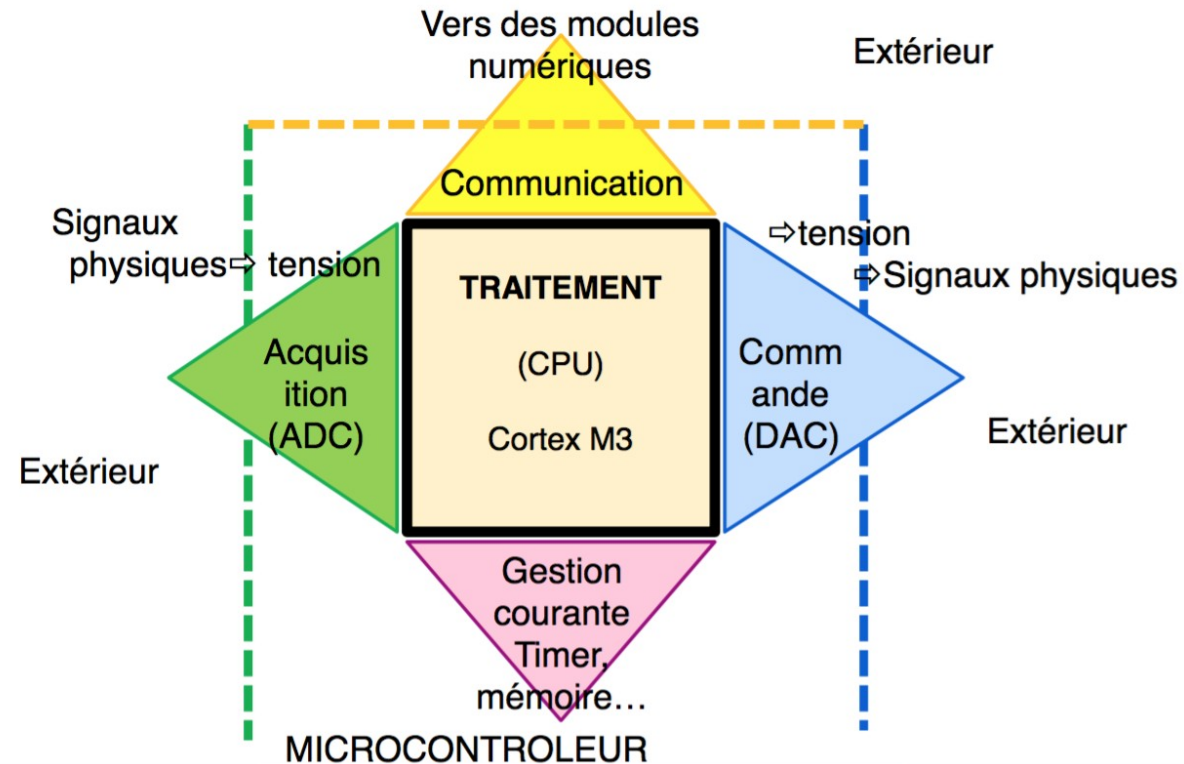 Vers des modules
numériques
Extérieur
Communication
Signaux
physiques⇨ tension
⇨tension
⇨Signaux physiques
TRAITEMENT
(CPU)
Cortex M3
Acquis
ition
(ADC)
Comm
ande
(DAC)
Extérieur
Extérieur
Gestion
courante
Timer,
mémoire…
MICROCONTROLEUR